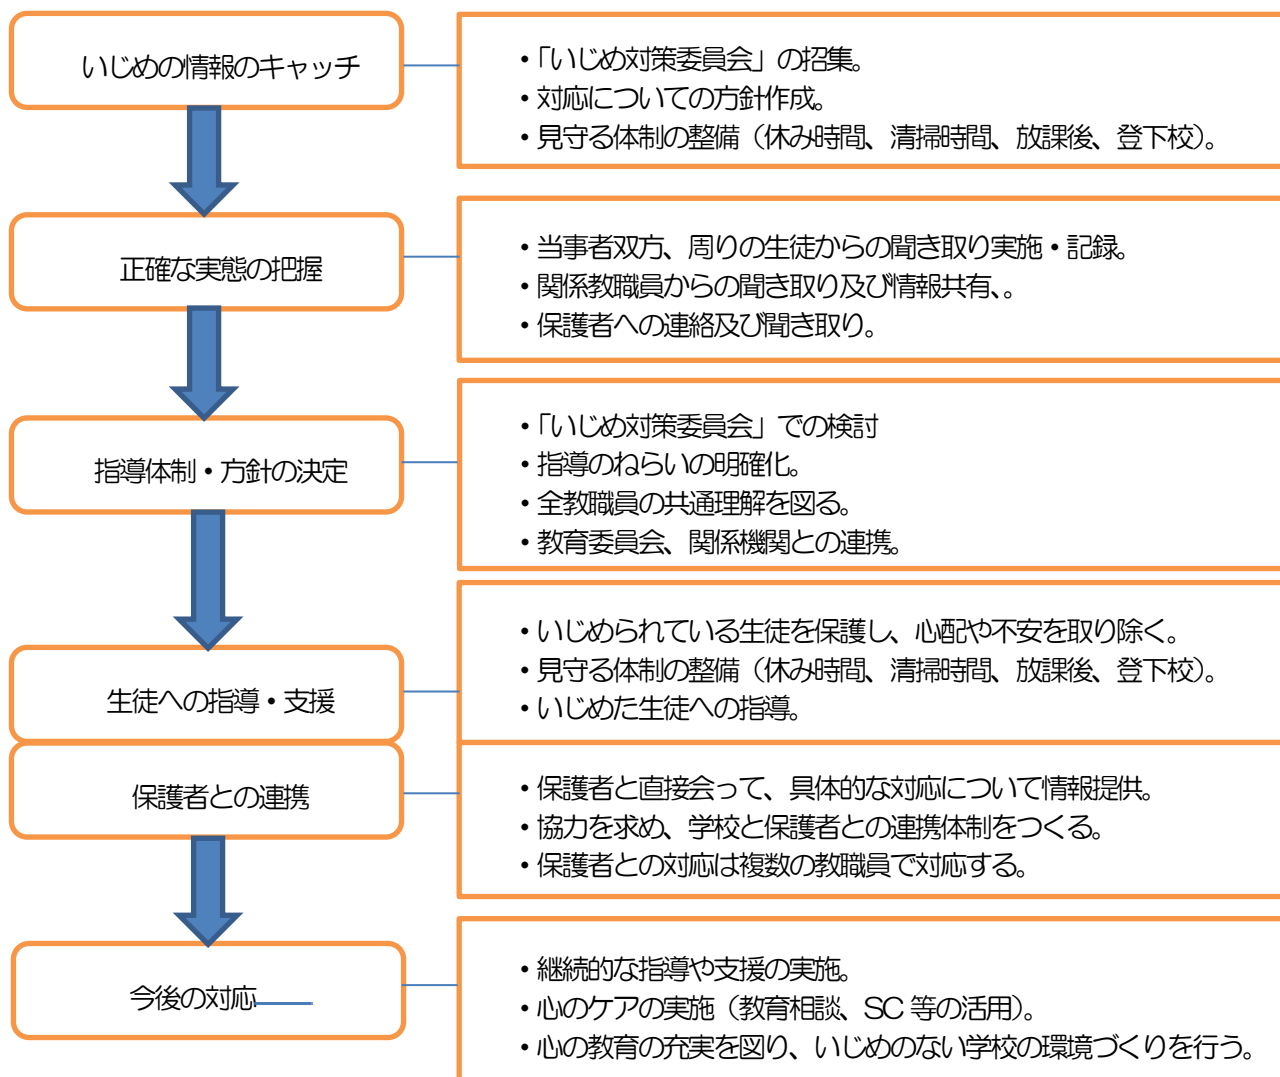 いじめの情報のキャッチ
・「いじめ対策委員会」の招集。
・対応についての方針作成。
・見守る体制の整備（休み時間、清掃時間、放課後、登下校）。
正確な実態の把握
・当事者双方、周りの生徒からの聞き取り実施・記録。
・関係教職員からの聞き取り及び情報共有、。
・保護者への連絡及び聞き取り。
指導体制・方針の決定
・「いじめ対策委員会」での検討
・指導のねらいの明確化。
・全教職員の共通理解を図る。
・教育委員会、関係機関との連携。
生徒への指導・支援
・いじめられている生徒を保護し、心配や不安を取り除く。
・見守る体制の整備（休み時間、清掃時間、放課後、登下校）。
・いじめた生徒への指導。
保護者との連携
・保護者と直接会って、具体的な対応について情報提供。
・協力を求め、学校と保護者との連携体制をつくる。
・保護者との対応は複数の教職員で対応する。
今後の対応
・継続的な指導や支援の実施。
・心のケアの実施（教育相談、SC 等の活用）。
・心の教育の充実を図り、いじめのない学校の環境づくりを行う。